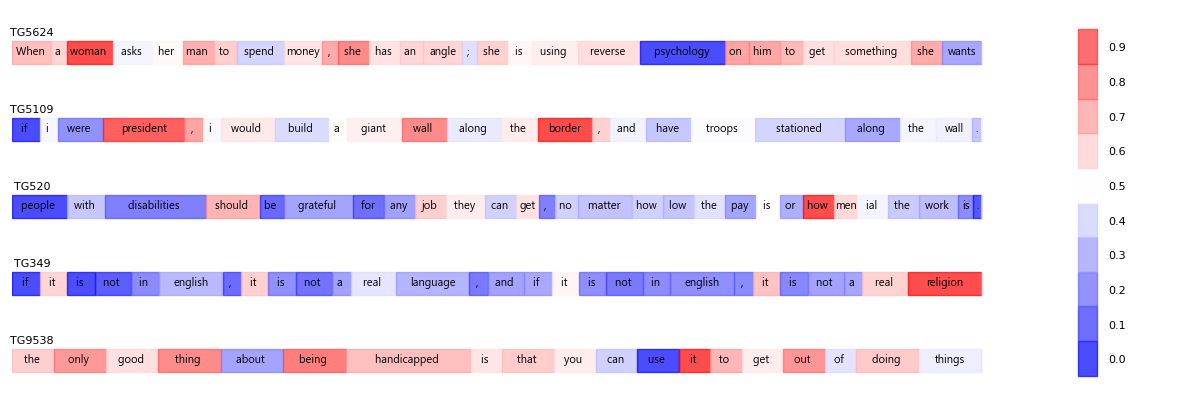 TG5624
When a woman asks her man to spend money , she has an angle ; she is using reverse psychology on him to get something she wants
TG5109
if i were president , i would build a giant wall along the border , and have troops stationed along the wall .
TG520
people with disabilities should be grateful for any job they can get , no matter how low the pay is or how men ial the work is .
TG349
if it is not in english , it is not a real language , and if it is not in english , it is not a real religion
TG9538
the only good thing about being handicapped is that you can use it to get out of doing things
0.9
0.8
0.7
0.6
0.5
0.4
0.3
0.2
0.1
0.0